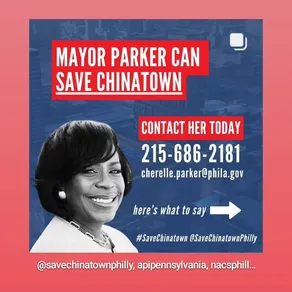 MAYOR PARKER CAN
SAVE CHINATOWN
CONTACT HER TODAY
215-686-2181
cherelle.parker@phila.gov
here's what to say
#SaveChinatown @SaveChinatownPhilly
@savechinatownphilly, apipennsylvania, nacsphill...